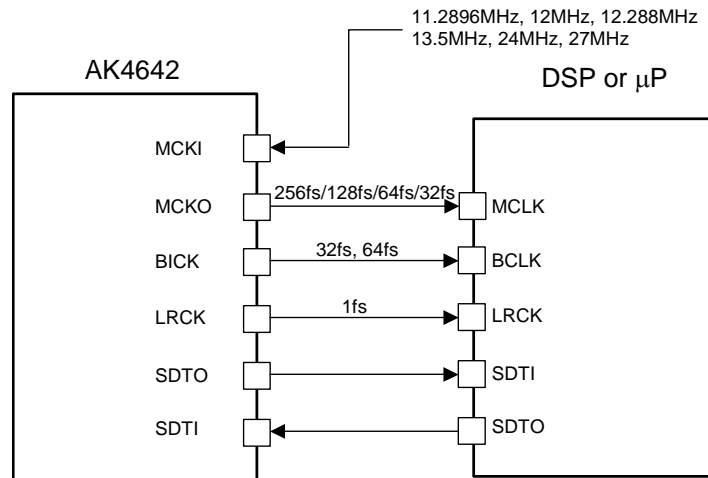 11.2896MHz, 12MHz, 12.288MHz
13.5MHz, 24MHz, 27MHz
AK4642
DSP or μP
MCKI
MCKO
256fs/128fs/64fs/32fs
MCLK
BICK
32fs, 64fs
BCLK
LRCK
1fs
LRCK
SDTO
SDTI
SDTI
SDTO